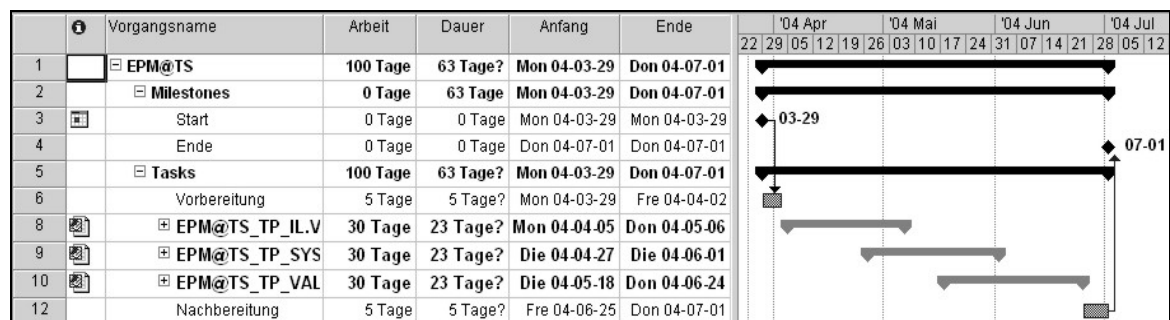 Vorgangsname Arbeit Dauer Anfang Ende '04 Apr '04 Mai '04 Jun '04 Jul
22 29 05 12 19 26 03 10 17 24 31 07 14 21 28 05 12
1 EPM@TS 100 Tage 63 Tage? Mon 04-03-29 Don 04-07-01
2 Milestones 0 Tage 63 Tage Mon 04-03-29 Don 04-07-01
3 Start 0 Tage 0 Tage Mon 04-03-29 Mon 04-03-29 03-29
4 Ende 0 Tage 0 Tage Don 04-07-01 Don 04-07-01 07-01
5 Tasks 100 Tage 63 Tage? Mon 04-03-29 Don 04-07-01
6 Vorbereitung 5 Tage 5 Tage? Mon 04-03-29 Fre 04-04-02
8 EPM@TS_TP_IL.V 30 Tage 23 Tage? Mon 04-04-05 Don 04-05-06
9 EPM@TS_TP_SYS 30 Tage 23 Tage? Die 04-04-27 Die 04-06-01
10 EPM@TS_TP_VAL 30 Tage 23 Tage? Die 04-05-18 Don 04-06-24
12 Nachbereitung 5 Tage 5 Tage? Fre 04-06-25 Don 04-07-01